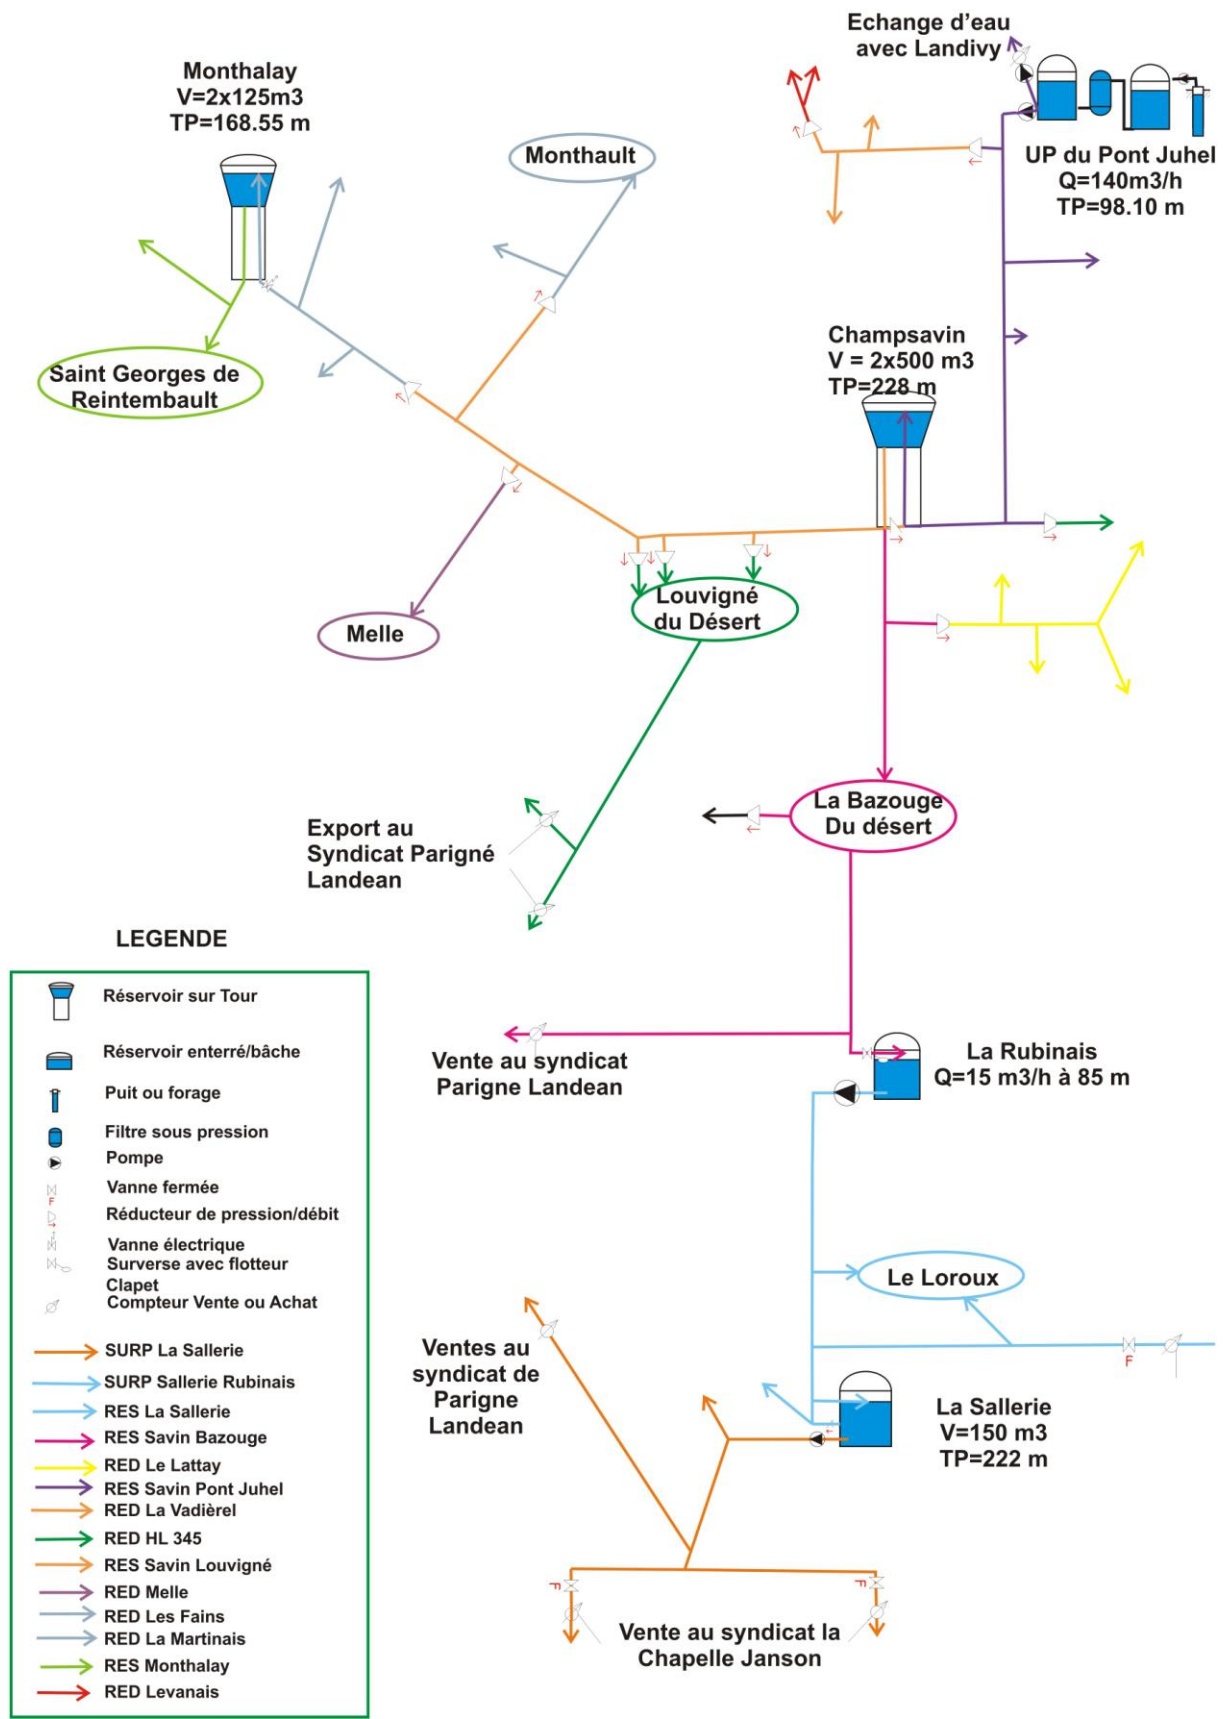 Echange d’eau
avec Landivy
Monthalay
V=2x125m3
TP=168.55 m
Monthault
UP du Pont Juhel
Q=140m3/h
TP=98.10 m
Champsavin
V = 2x500 m3
TP=228 m
Saint Georges de
Reintembault
Louvigné
du Désert
Melle
La Bazouge
Du désert
Export au
Syndicat Parigné
Landean
Vente au syndicat
Parigne Landean
La Rubinais
Q=15 m3/h à 85 m
Le Loroux
F
Ventes au
syndicat de
Parigne
Landean
La Sallerie
V=150 m3
TP=222 m
F
F
Vente au syndicat la
Chapelle Janson
LEGENDE
Réservoir sur Tour
Réservoir enterré/bâche
Puit ou forage
Filtre sous pression
Pompe
Vanne fermée
F
Réducteur de pression/débit
Vanne électrique
Surverse avec flotteur
Clapet
Compteur Vente ou Achat
SURP La Sallerie
SURP Sallerie Rubinais
RES La Sallerie
RES Savin Bazouge
RED Le Lattay
RES Savin Pont Juhel
RED La Vadièrel
RED HL 345
RES Savin Louvigné
RED Melle
RED Les Fains
RED La Martinais
RES Monthalay
RED Levanais